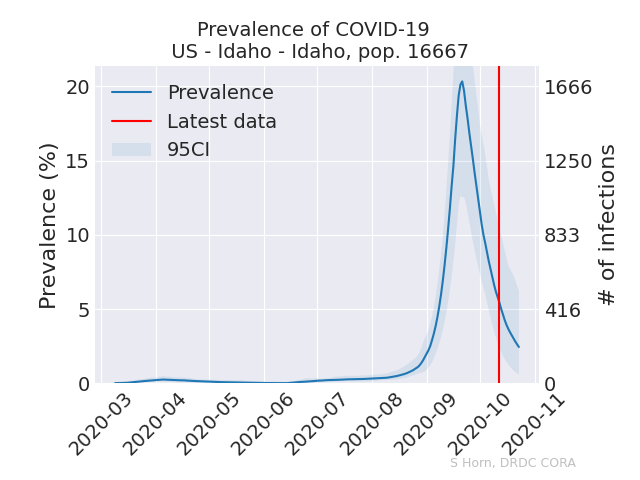 Prevalence of COVID-19
US - Idaho - Idaho, pop. 16667
Prevalence
Latest data
95CI
Prevalence (%)
20
15
10
5
0
1666
1250
833
416
0
# of infections
2020-03
2020-04
2020-05
2020-06
2020-07
2020-08
2020-09
2020-10
2020-11
S Horn, DRDC CORA